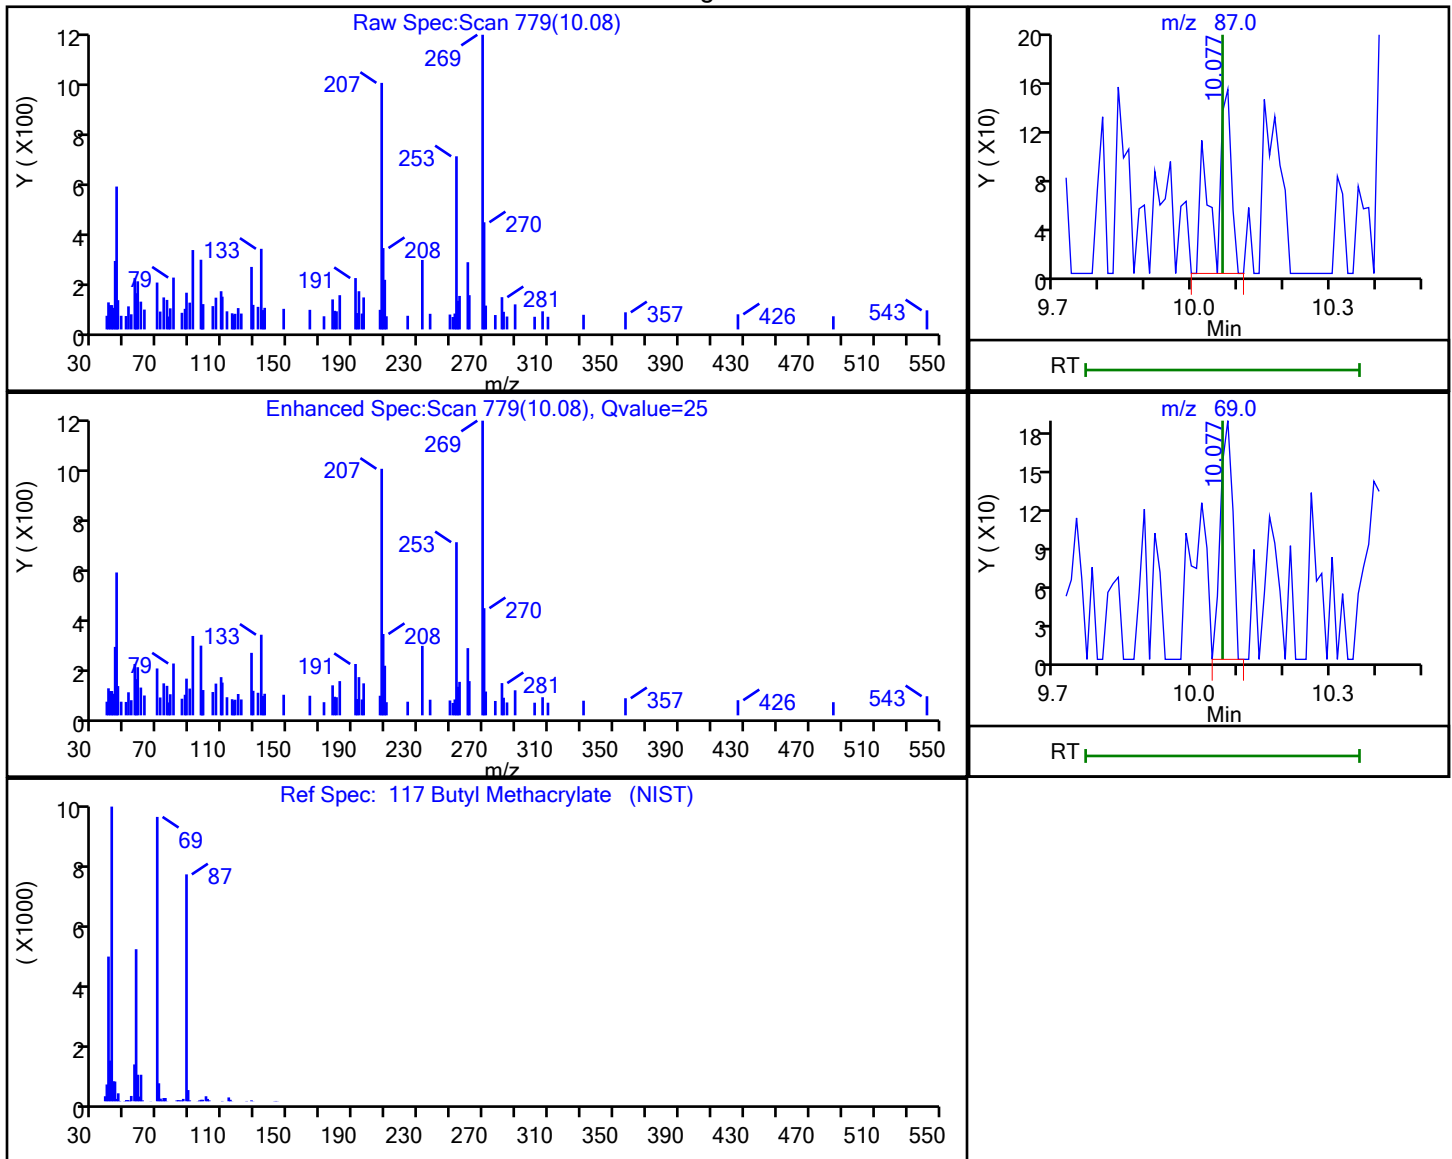 Raw Spec:Scan 779(10.08)
12
10
8
6
4
2
0
Y ( X100)
269
207
253
270
208
133
79
191
281
357
426
543
30 70 110 150 190 230 270 310 350 390 430 470 510 550
m/z
m/z 87.0
20
16
12
8
4
0
Y ( X10)
10.077
9.7 10.0 10.3
Min
RT
Enhanced Spec:Scan 779(10.08), Qvalue=25
12
10
8
6
4
2
0
Y ( X100)
269
207
253
270
208
133
79
191
281
357
426
543
30 70 110 150 190 230 270 310 350 390 430 470 510 550
m/z
m/z 69.0
18
15
12
9
6
3
0
Y ( X10)
10.077
9.7 10.0 10.3
Min
RT
Ref Spec: 117 Butyl Methacrylate (NIST)
10
8
6
4
2
0
( X1000)
69
87
30 70 110 150 190 230 270 310 350 390 430 470 510 550